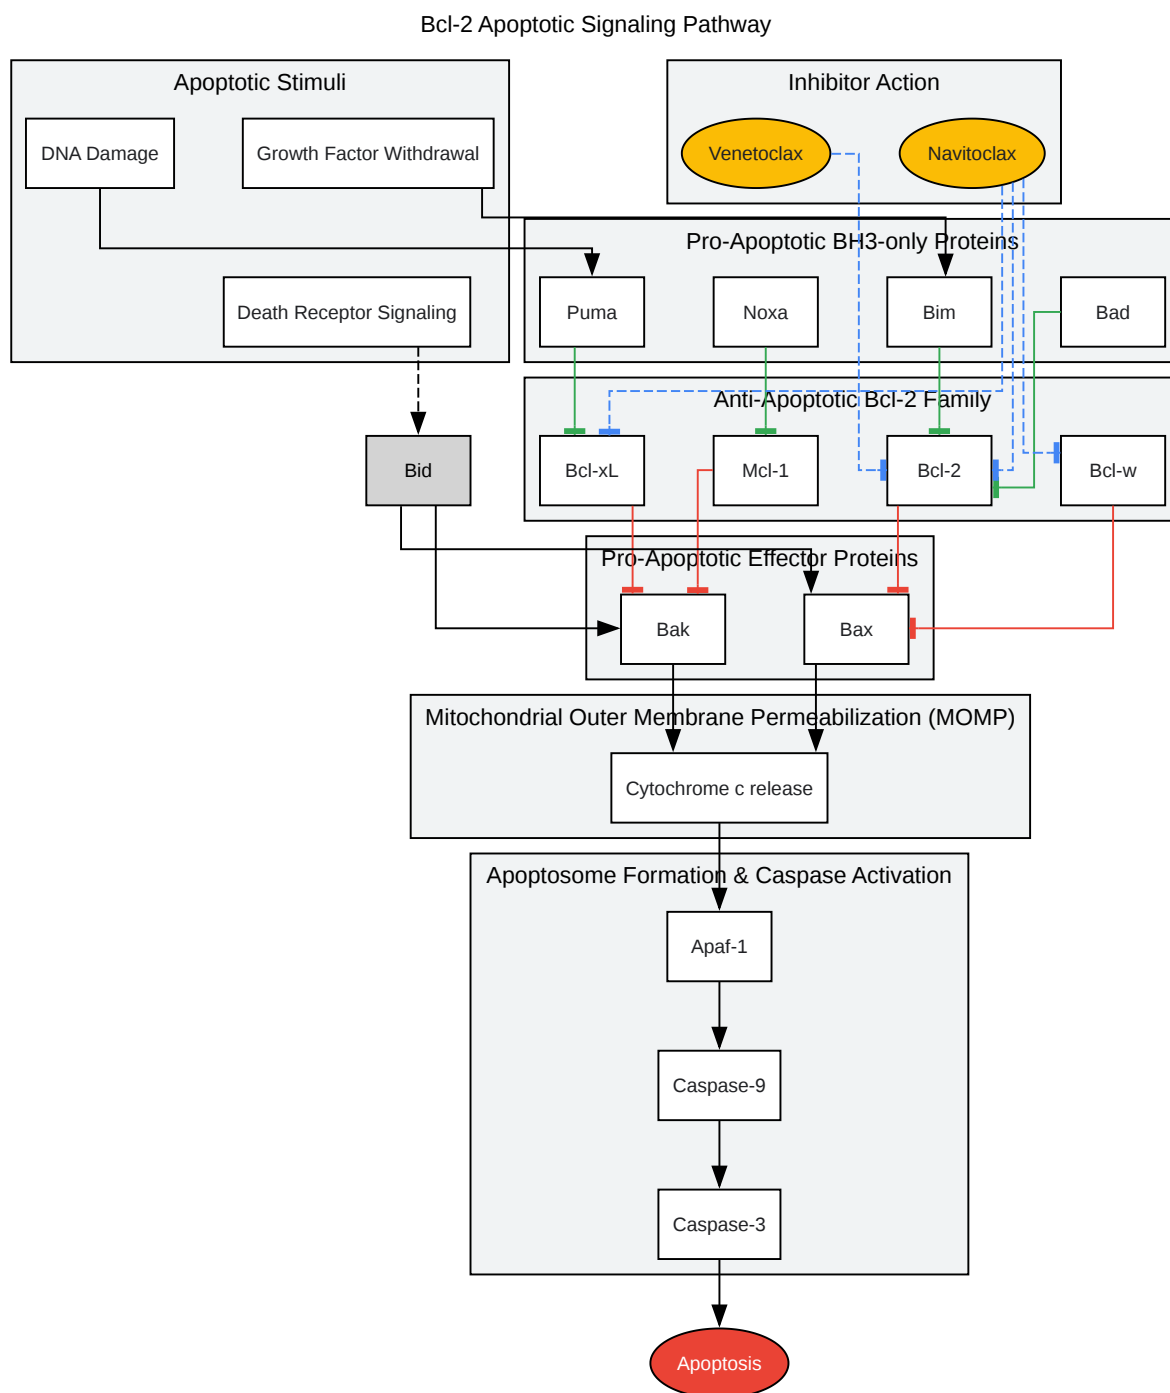 Bcl-2 Apoptotic Signaling Pathway
Apoptotic Stimuli
Inhibitor Action
DNA Damage
Growth Factor Withdrawal
Venetoclax
Navitoclax
Pro-Apoptotic BH3-only Proteins
Death Receptor Signaling
Puma
Noxa
Bim
Bad
Anti-Apoptotic Bcl-2 Family
Bid
Bcl-xL
Mcl-1
Bcl-2
Bcl-w
Pro-Apoptotic Effector Proteins
Bak
Bax
Mitochondrial Outer Membrane Permeabilization (MOMP)
Cytochrome c release
Apoptosome Formation & Caspase Activation
Apaf-1
Caspase-9
Caspase-3
Apoptosis